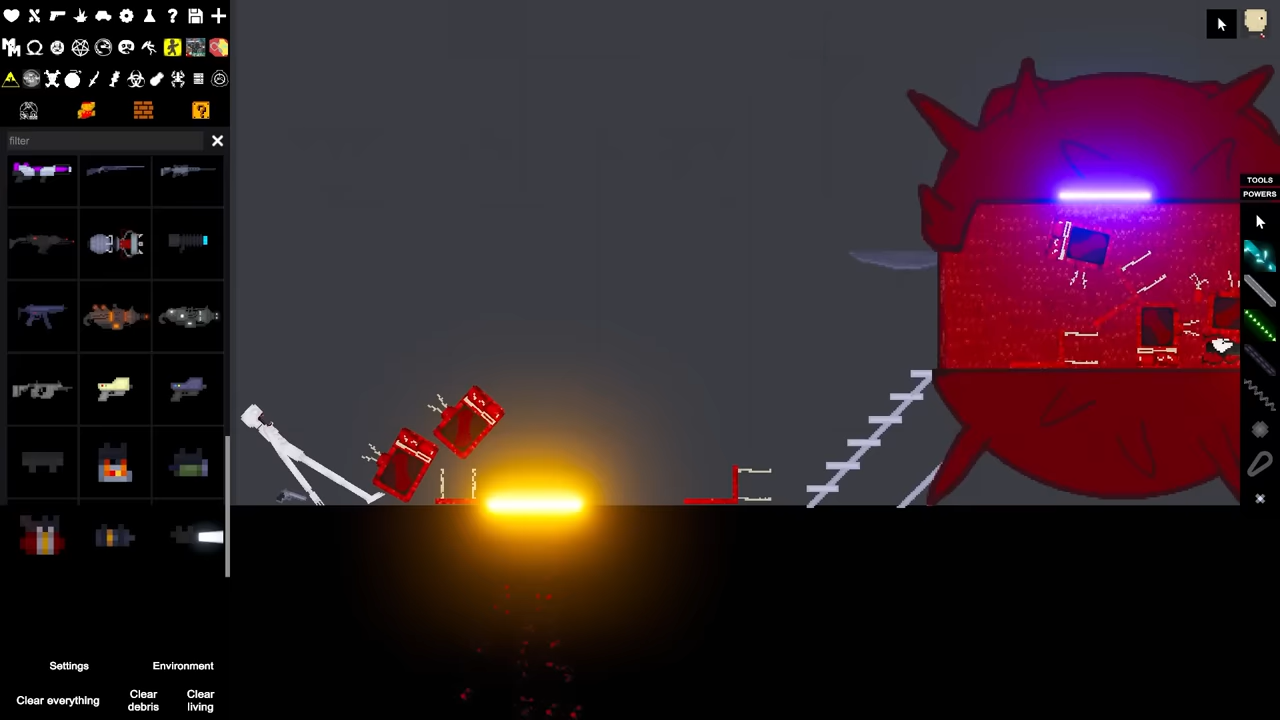 filter
TOOLS
POWERS
Settings
Environment
Clear everything
Clear
debris
Clear
living